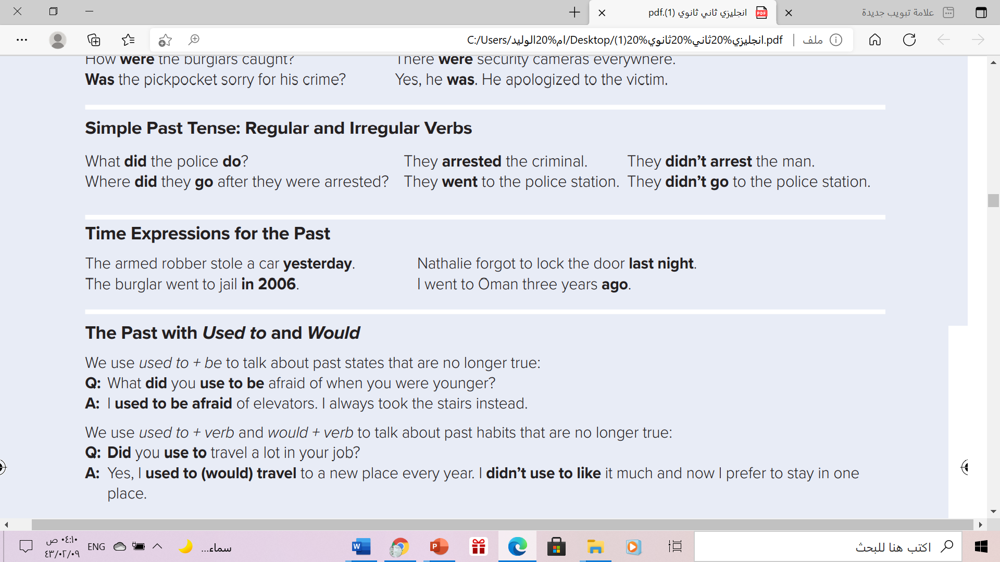 انجليزي ثاني ثانوي (1).pdf
علامة تبويب جديدة
C:/Users/ام%20الوليد/Desktop/انجليزي%20ثاني%20ثانوي%20(1).pdf
ملف
How were the burglars caught? There were security cameras everywhere.
Was the pickpocket sorry for his crime? Yes, he was. He apologized to the victim.
Simple Past Tense: Regular and Irregular Verbs
What did the police do? They arrested the criminal. They didn't arrest the man.
Where did they go after they were arrested? They went to the police station. They didn't go to the police station.
Time Expressions for the Past
The armed robber stole a car yesterday. Nathalie forgot to lock the door last night.
The burglar went to jail in 2006. I went to Oman three years ago.
The Past with Used to and Would
We use used to + be to talk about past states that are no longer true:
Q: What did you use to be afraid of when you were younger?
A: I used to be afraid of elevators. I always took the stairs instead.
We use used to + verb and would + verb to talk about past habits that are no longer true:
Q: Did you use to travel a lot in your job?
A: Yes, I used to (would) travel to a new place every year. I didn't use to like it much and now I prefer to stay in one
place.
٠٤:١٠ ص
٤٣/٠٢/٠٩
ENG
سماء...
اكتب هنا للبحث